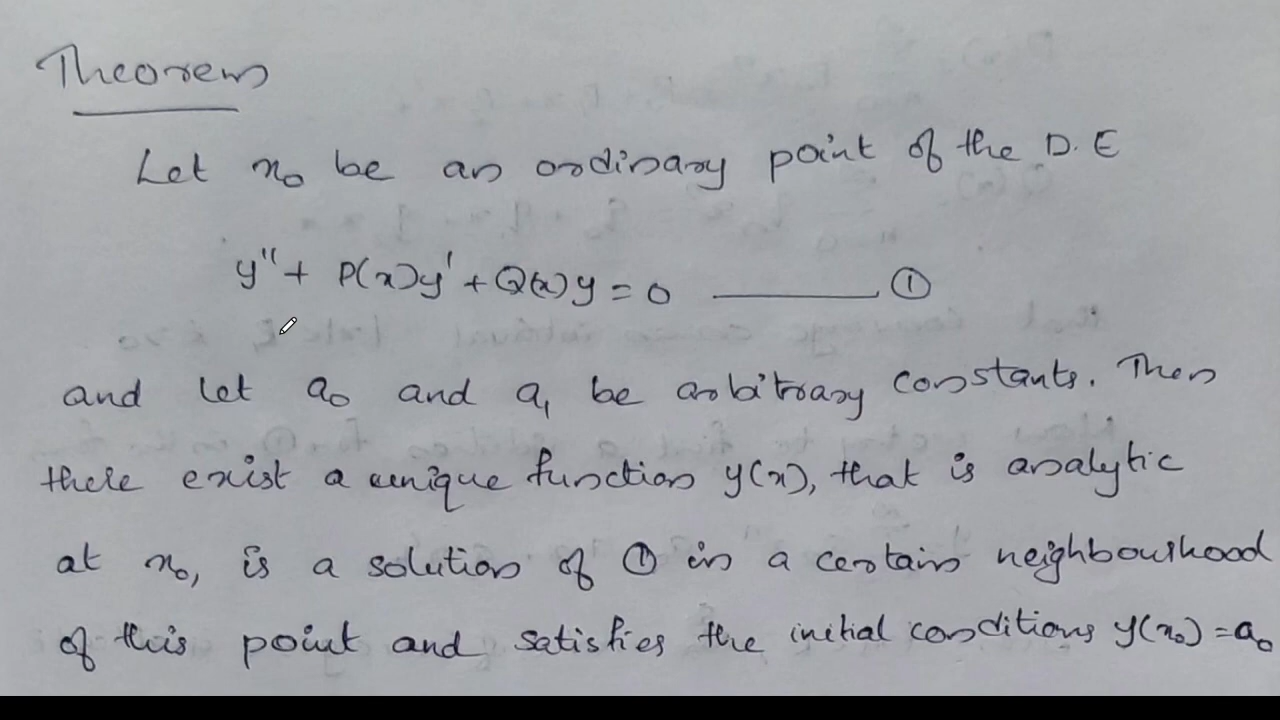 Theorem
Let x₀ be an ordinary point of the D.E
y'' + P(x)y' + Q(x)y = 0 ——— ①
and let a₀ and a₁ be arbitrary constants. Then
there exist a unique function y(x), that is analytic
at x₀, is a solution of ① in a certain neighbourhood
of this point and satisfies the initial conditions y(x₀) = a₀